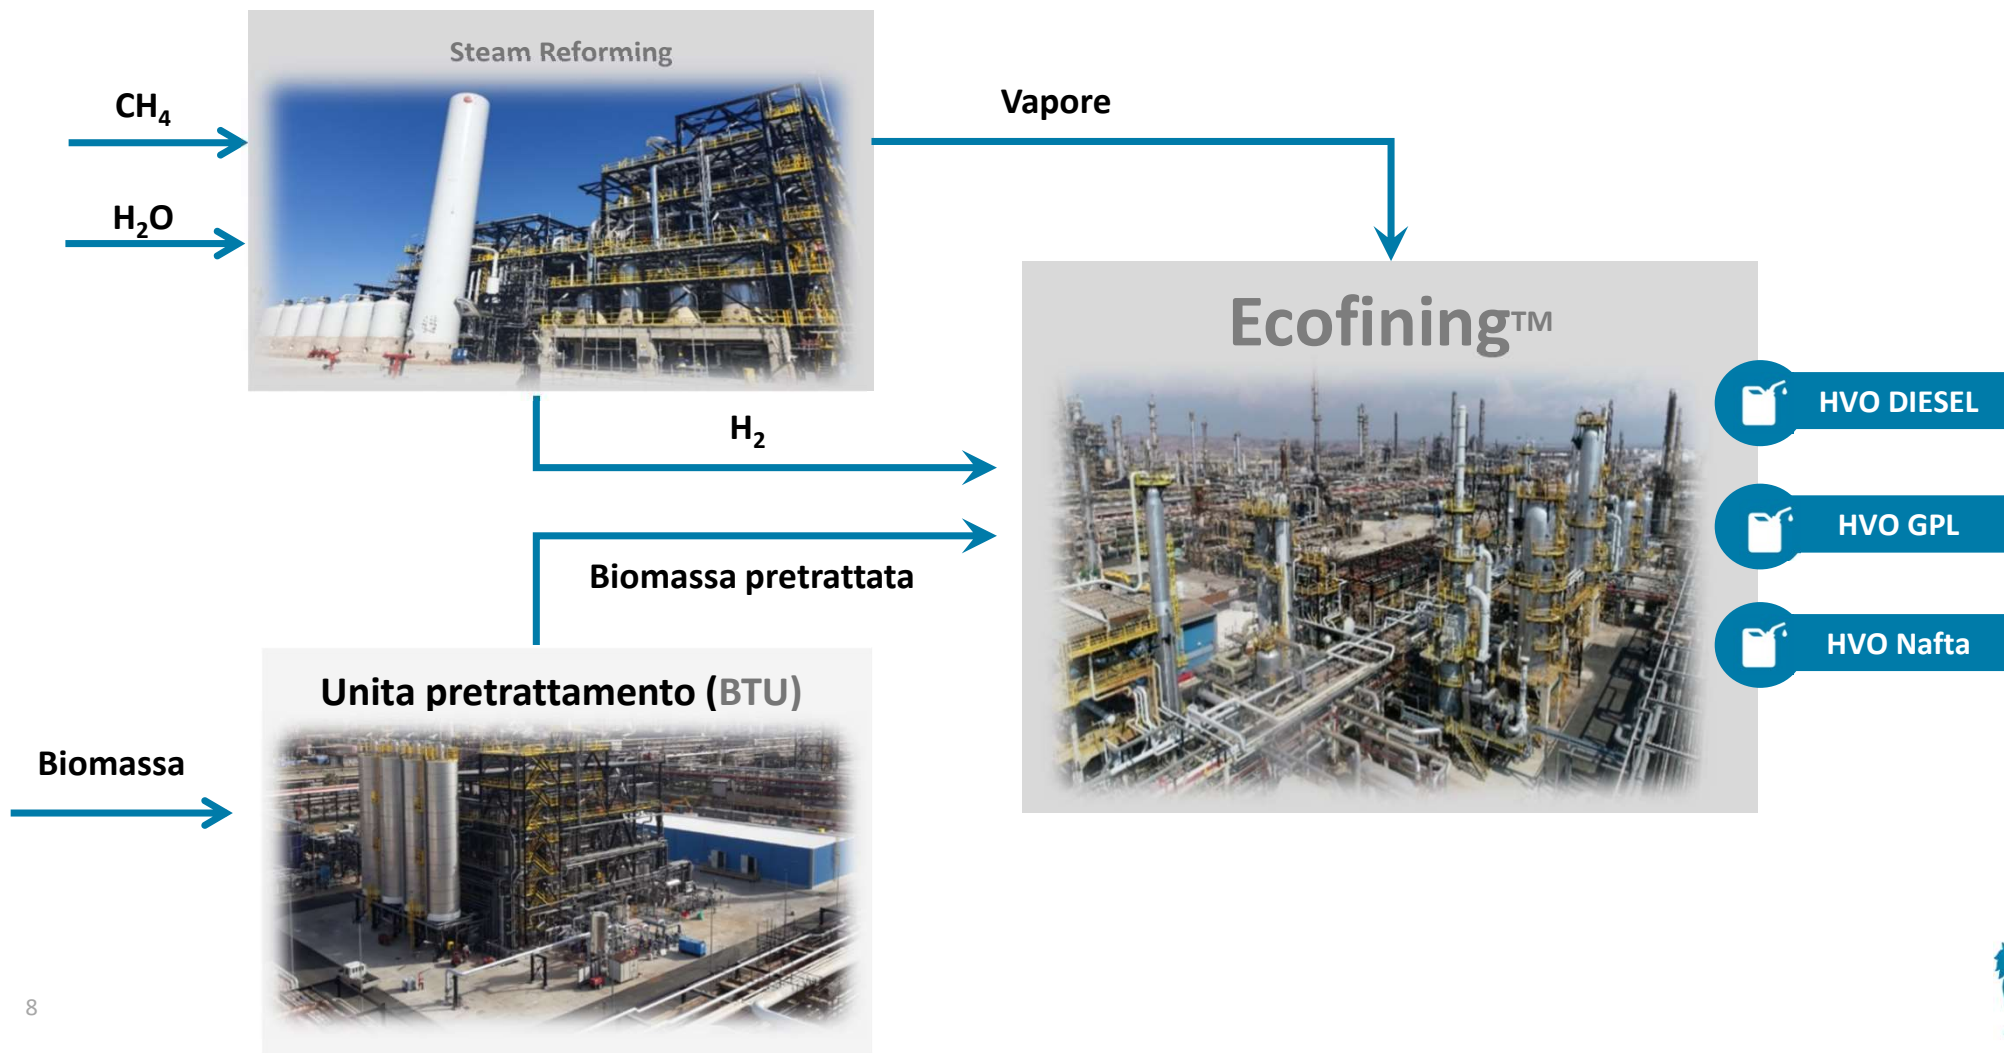 Steam Reforming
CH₄
Vapore
H₂O
Ecofining™
HVO DIESEL
H₂
HVO GPL
Biomassa pretrattata
HVO Nafta
Unita pretrattamento (BTU)
Biomassa
8